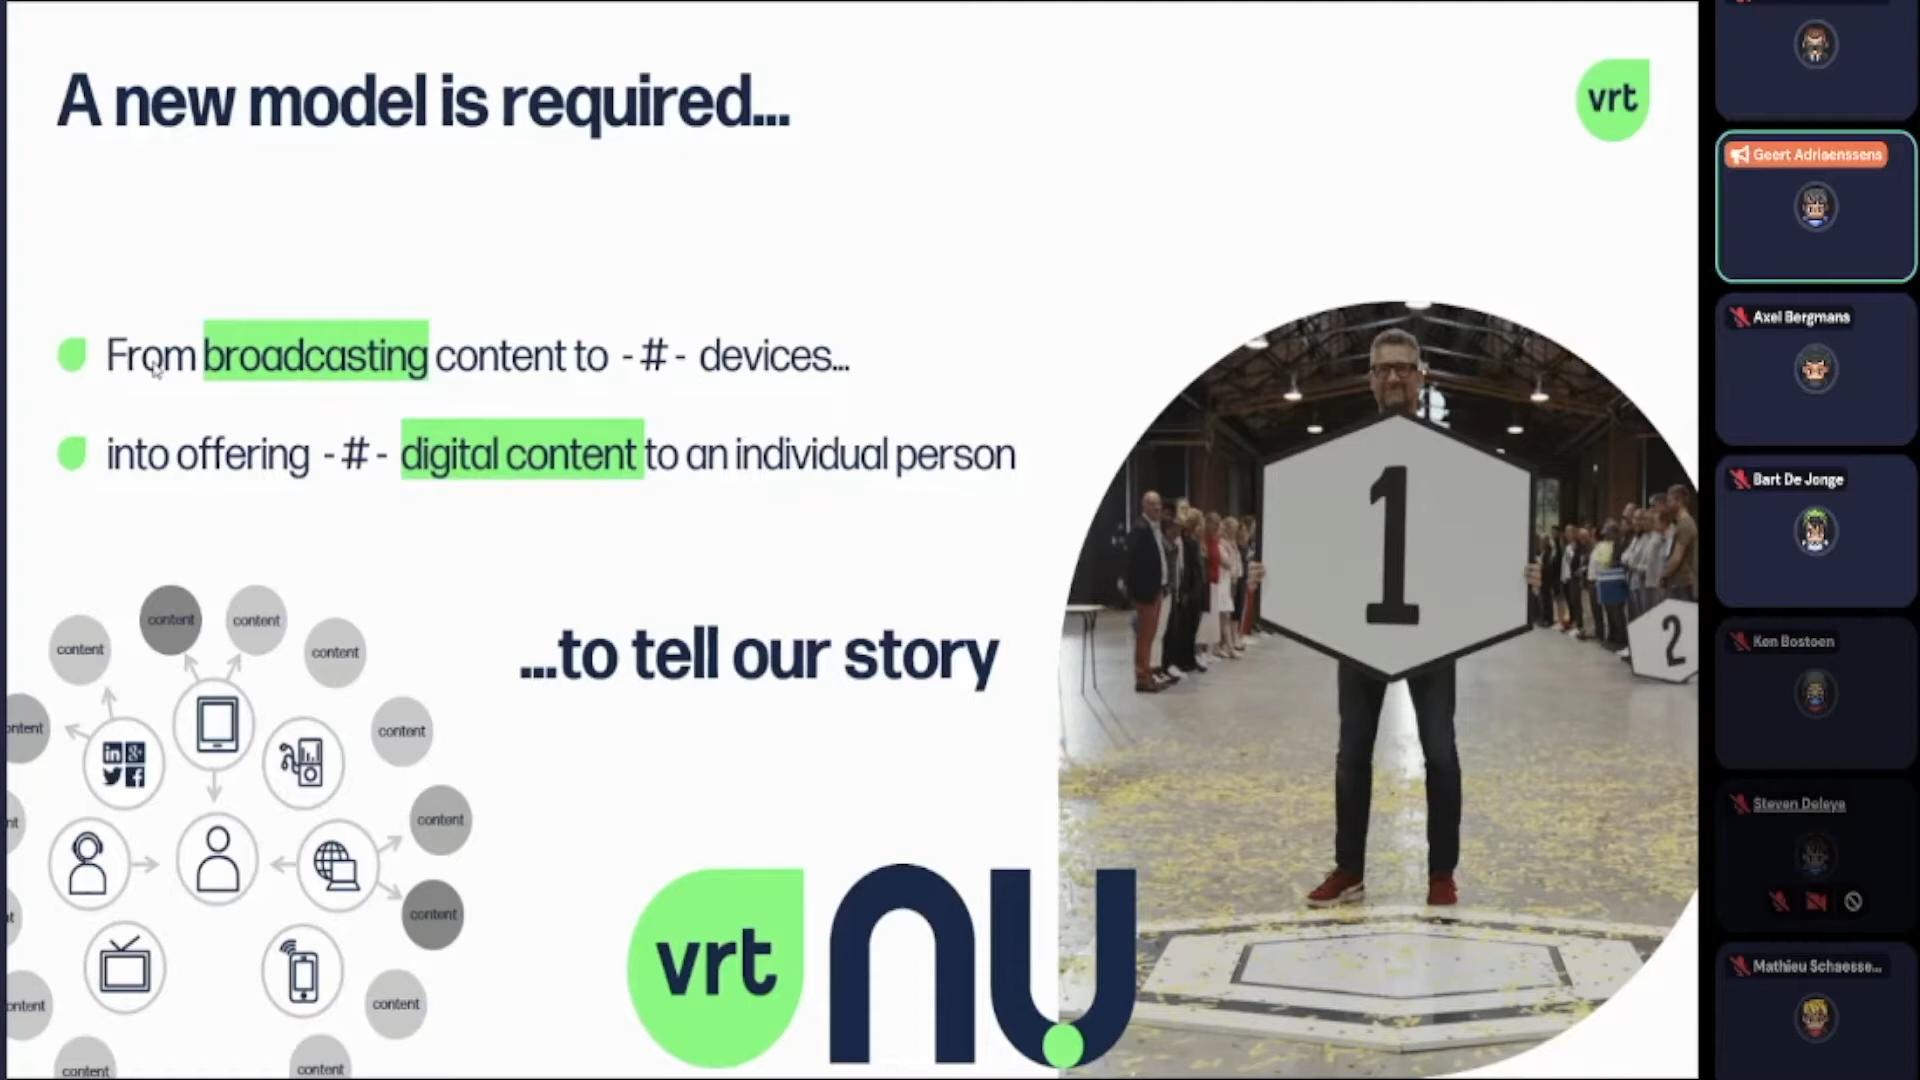 A new model is required...
vrt
From broadcasting content to -#- devices...
into offering -#- digital content to an individual person
...to tell our story
content
content
content
content
content
content
content
content
content
content
content
in g+
1
2
vrt nu
Geert Adriaenssens
Axel Bergmans
Bart De Jonge
Ken Bostoen
Steven Deleye
Mathieu Schaesse...